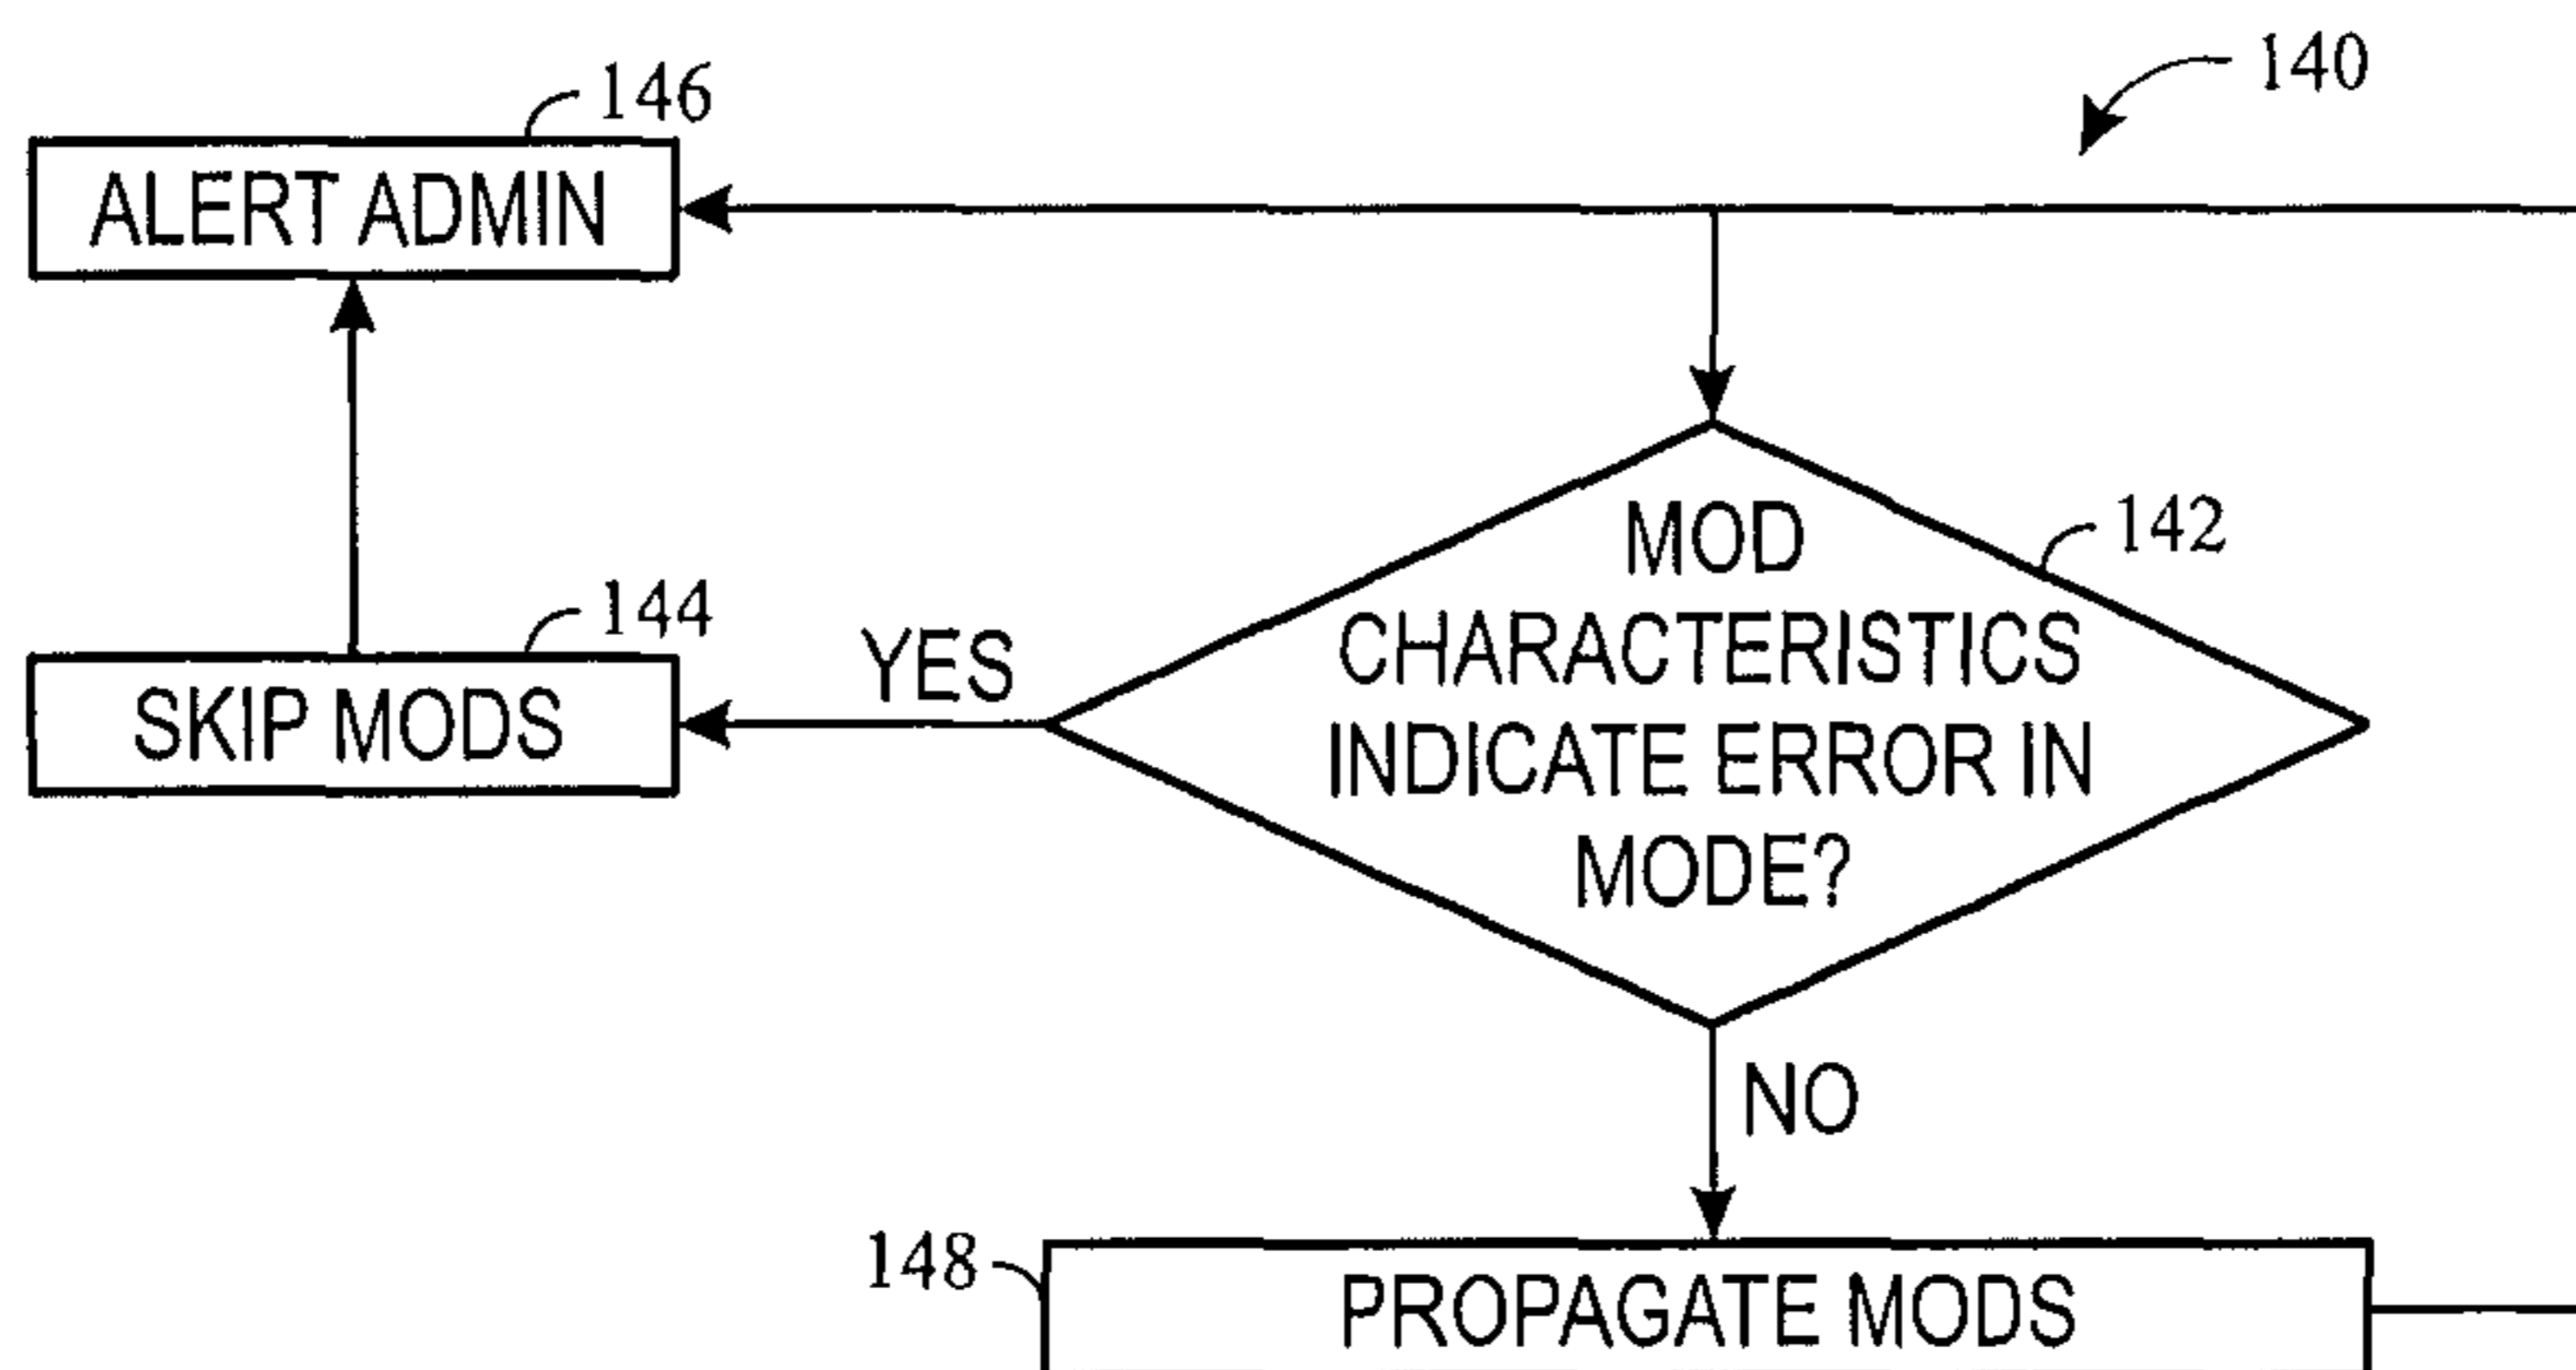 140
146
ALERT ADMIN
142
MOD
CHARACTERISTICS
INDICATE ERROR IN
MODE?
144
YES
SKIP MODS
NO
148
PROPAGATE MODS